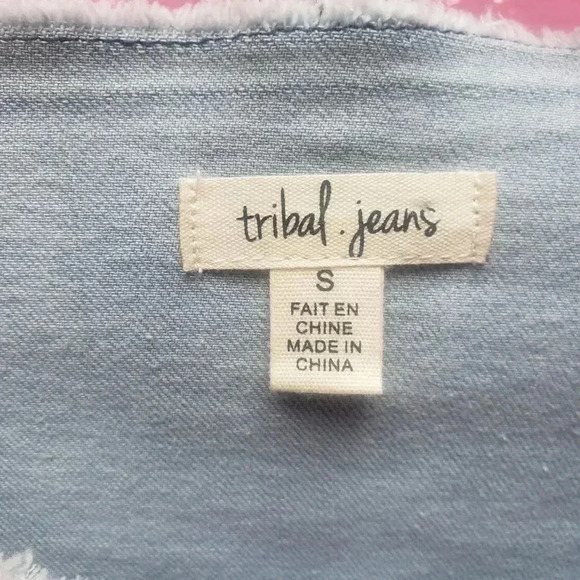 tribal. jeans
S
FAIT EN
CHINE
MADE IN
CHINA